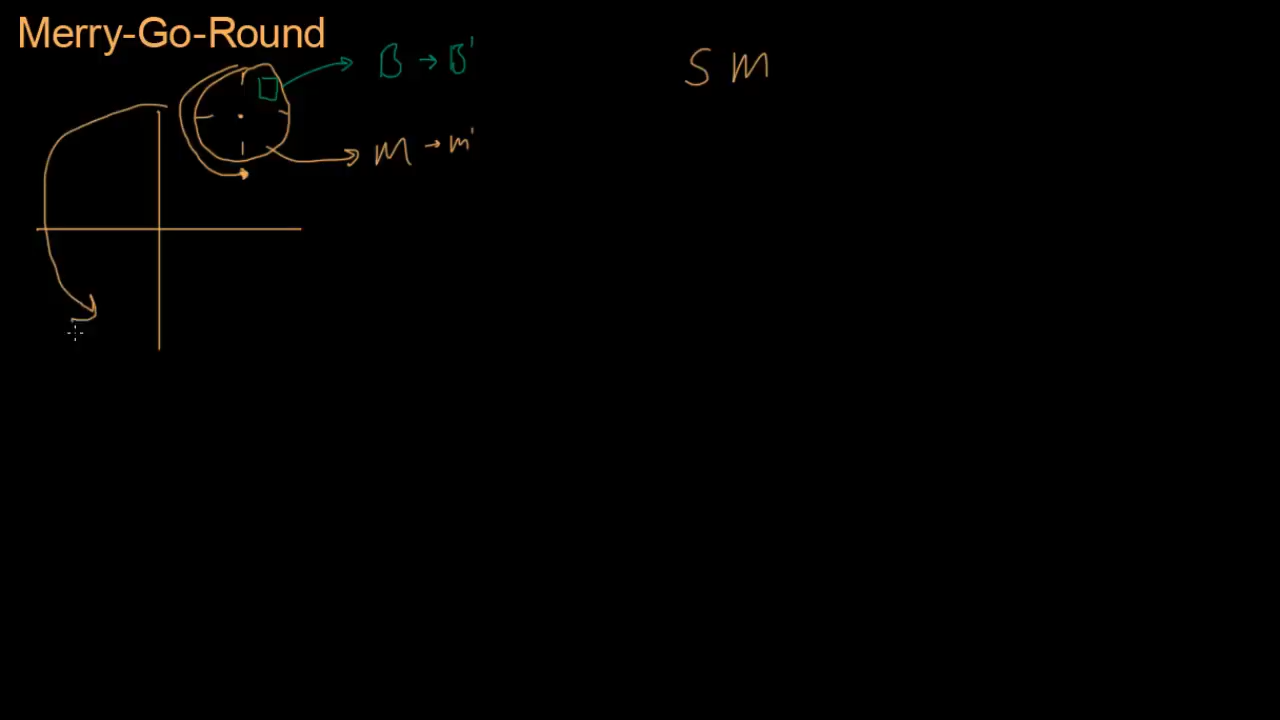 Merry-Go-Round
B → B'
S M
M → m'